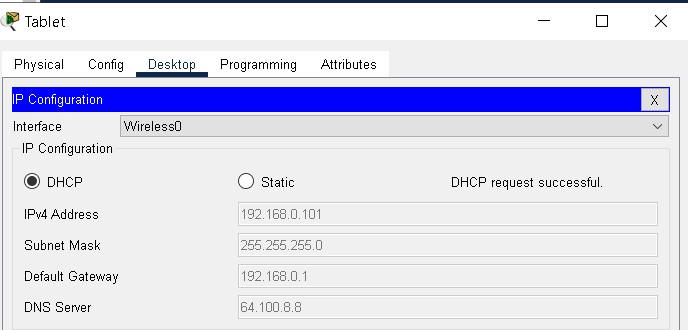 Tablet
Physical Config Desktop Programming Attributes
IP Configuration X
Interface Wireless0
IP Configuration
DHCP Static DHCP request successful.
IPv4 Address 192.168.0.101
Subnet Mask 255.255.255.0
Default Gateway 192.168.0.1
DNS Server 64.100.8.8